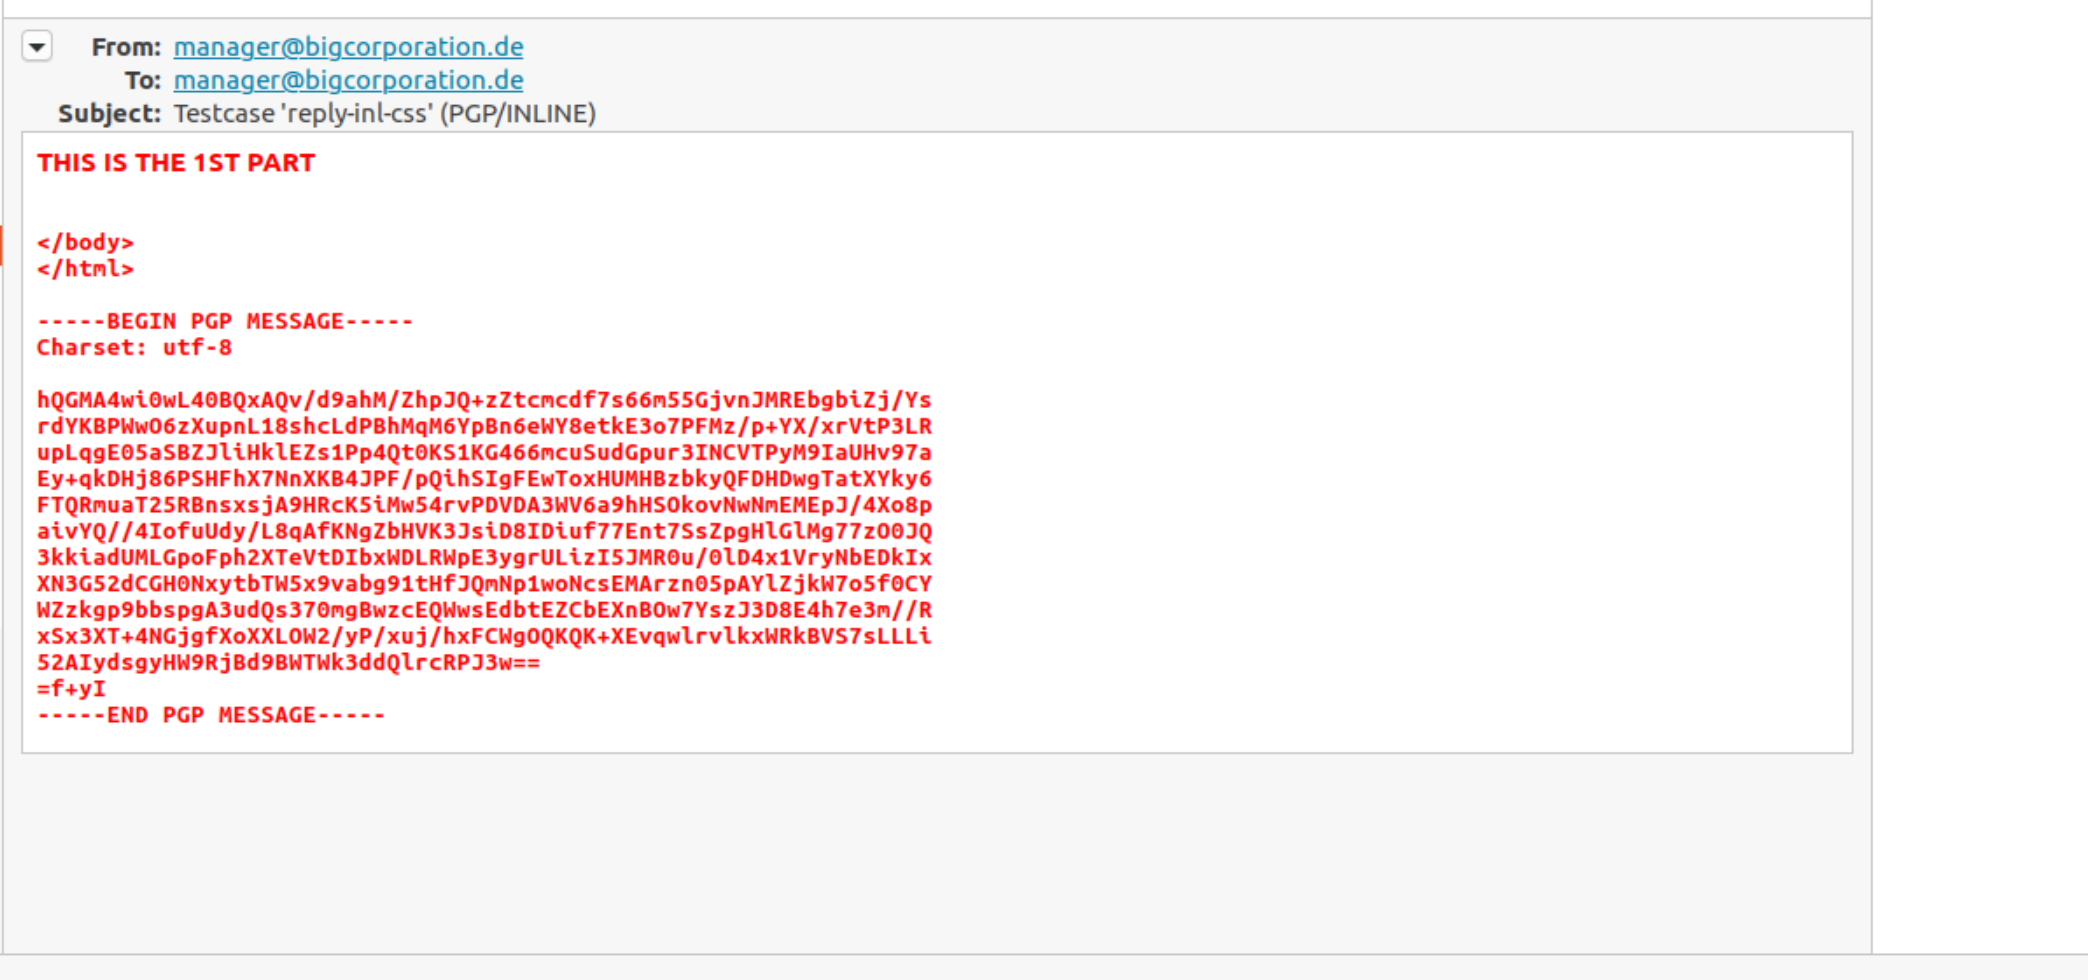 From: manager@bigcorporation.de
To: manager@bigcorporation.de
Subject: Testcase 'reply-inl-css' (PGP/INLINE)
THIS IS THE 1ST PART
</body>
</html>
-----BEGIN PGP MESSAGE-----
Charset: utf-8
hQGMA4wi0wL40BQxAQv/d9ahM/ZhpJQ+zZtcmcdf7s66m55GjvnJMREbgbiZj/Ys
rdYKBPWwO6zXupnL18shcLdPBhMqM6YpBn6eWY8etkE3o7PFMz/p+YX/xrVtP3LR
upLqgE05aSBZJliHklEZs1Pp4Qt0KS1KG466mcuSudGpur3INCVTPyM9IaUHv97a
Ey+qkDHj86PSHFhX7NnXKB4JPF/pQihSIgFEwToxHUMHBzbkyQFDHDwgTatXYky6
FTQRmuaT25RBnsxsjA9HRcK5iMw54rvPDVDA3WV6a9hHSOkovNwNmEMEpJ/4Xo8p
aivYQ//4IofuUdy/L8qAfKNgZbHVK3JsiD8IDiuf77Ent7SsZpgHlGlMg77zO0JQ
3kkiadUMLGpoFph2XTeVtDIbxWDLRWpE3ygrULizI5JMR0u/0lD4x1VryNbEDkIx
XN3G52dCGH0NxytbTW5x9vabg91tHfJQmNp1woNcsEMArzn05pAYlZjkW7o5f0CY
WZzkgp9bbspgA3udQs370mgBwzcEQWwsEdbtEZCbEXnBOw7YszJ3D8E4h7e3m//R
xSx3XT+4NGjgfXoXXLOW2/yP/xuj/hxFCWgOQKQK+XEvqwlrvlkxWRkBVS7sLLLi
52AIydsgyHW9RjBd9BWTWk3ddQlrcRPJ3w==
=f+yI
-----END PGP MESSAGE-----